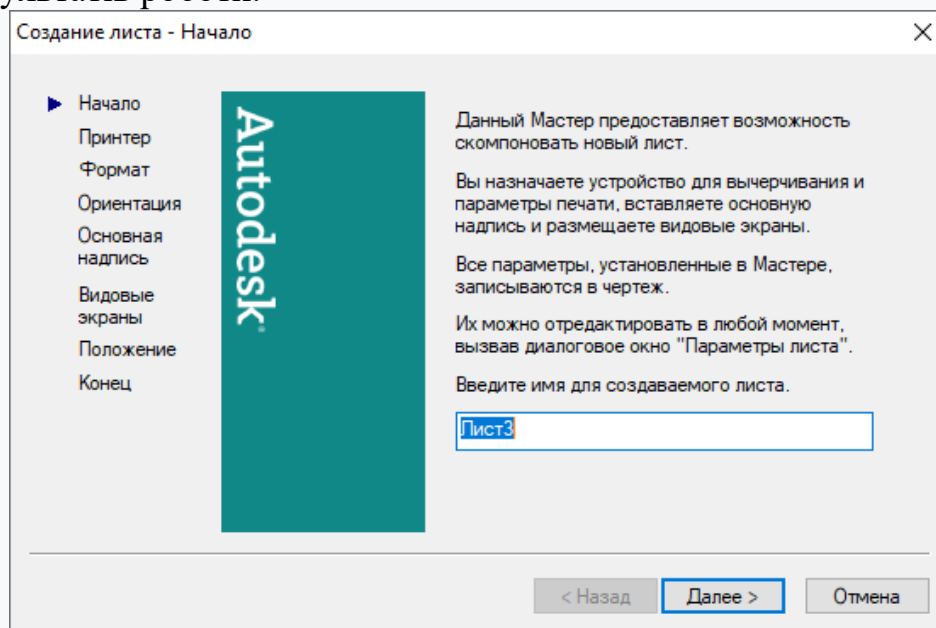 Создание листа - Начало
Начало
Принтер
Формат
Ориентация
Основная
надпись
Видовые
экраны
Положение
Конец
Autodesk
Данный Мастер предоставляет возможность
скомпоновать новый лист.
Вы назначаете устройство для вычерчивания и
параметры печати, вставляете основную
надпись и размещаете видовые экраны.
Все параметры, установленные в Мастере,
записываются в чертеж.
Их можно отредактировать в любой момент,
вызвав диалоговое окно "Параметры листа".
Введите имя для создаваемого листа.
Лист3
< Назад
Далее >
Отмена